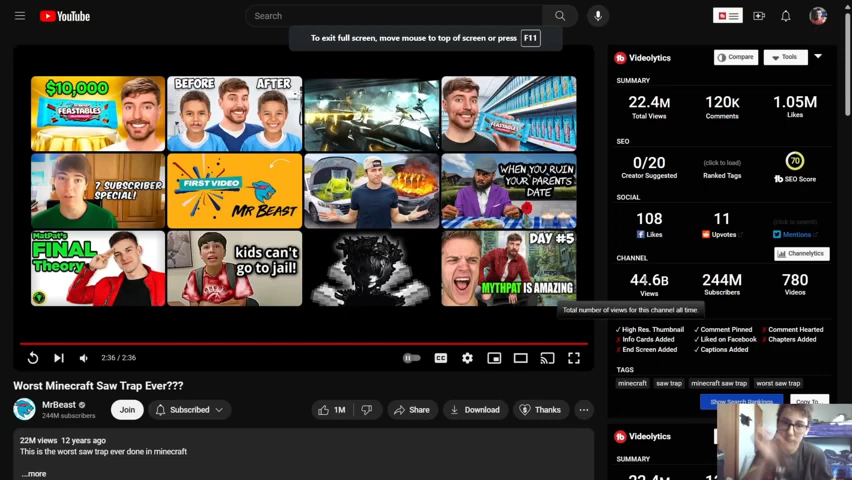 YouTube
Search
To exit full screen, move mouse to top of screen or press F11
$10,000
FEASTABLES
BEFORE AFTER
FEASTABLES
7 SUBSCRIBER
SPECIAL!
FIRST VIDEO
MR BEAST
WHEN YOU RUIN
YOUR PARENTS
DATE
MatPat's
FINAL
Theory
kids can't
go to jail!
DAY #5
MYTHPAT IS AMAZING
2:36 / 2:36
CC
Worst Minecraft Saw Trap Ever???
MrBeast
244M subscribers
Join
Subscribed
1M
Share
Download
Thanks
...
22M views 12 years ago
This is the worst saw trap ever done in minecraft
...more
Videolytics
Compare
Tools
SUMMARY
22.4M 120K 1.05M
Total Views Comments Likes
SEO
0/20 (click to load) 70
Creator Suggested Ranked Tags SEO Score
SOCIAL
108 11
Likes Upvotes Mentions
CHANNEL
Channelytics
44.6B 244M 780
Views Subscribers Videos
Total number of views for this channel all time.
✓ High Res. Thumbnail ✓ Comment Pinned ✗ Comment Hearted
✗ Info Cards Added ✓ Liked on Facebook ✗ Chapters Added
✗ End Screen Added ✓ Captions Added
TAGS
minecraft saw trap minecraft saw trap worst saw trap
Show Search Rankings Copy To
Videolytics
SUMMARY